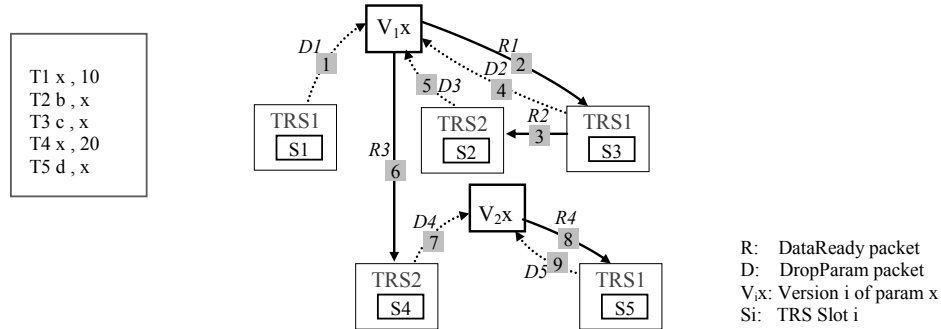 T1 x , 10
T2 b , x
T3 c , x
T4 x , 20
T5 d , x
V1x
D1
1
R1
2
D2
4
5
D3
TRS1
S1
TRS2
S2
R2
3
TRS1
S3
R3
6
V2x
D4
7
R4
8
9
D5
TRS2
S4
TRS1
S5
R: DataReady packet
D: DropParam packet
Vix: Version i of param x
Si: TRS Slot i